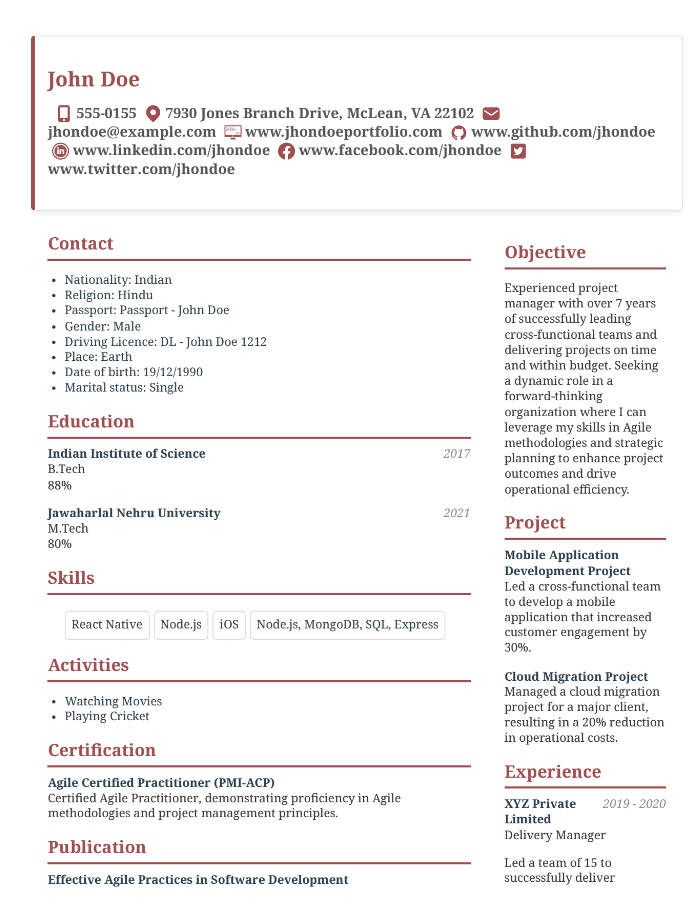 John Doe
555-0155 7930 Jones Branch Drive, McLean, VA 22102
jhondoe@example.com www.jhondoeportfolio.com www.github.com/jhondoe
www.linkedin.com/jhondoe www.facebook.com/jhondoe
www.twitter.com/jhondoe
Contact
• Nationality: Indian
• Religion: Hindu
• Passport: Passport - John Doe
• Gender: Male
• Driving Licence: DL - John Doe 1212
• Place: Earth
• Date of birth: 19/12/1990
• Marital status: Single
Education
Indian Institute of Science 2017
B.Tech
88%
Jawaharlal Nehru University 2021
M.Tech
80%
Skills
React Native Node.js iOS Node.js, MongoDB, SQL, Express
Activities
• Watching Movies
• Playing Cricket
Certification
Agile Certified Practitioner (PMI-ACP)
Certified Agile Practitioner, demonstrating proficiency in Agile
methodologies and project management principles.
Publication
Effective Agile Practices in Software Development
Objective
Experienced project
manager with over 7 years
of successfully leading
cross-functional teams and
delivering projects on time
and within budget. Seeking
a dynamic role in a
forward-thinking
organization where I can
leverage my skills in Agile
methodologies and strategic
planning to enhance project
outcomes and drive
operational efficiency.
Project
Mobile Application
Development Project
Led a cross-functional team
to develop a mobile
application that increased
customer engagement by
30%.
Cloud Migration Project
Managed a cloud migration
project for a major client,
resulting in a 20% reduction
in operational costs.
Experience
XYZ Private 2019 - 2020
Limited
Delivery Manager
Led a team of 15 to
successfully deliver